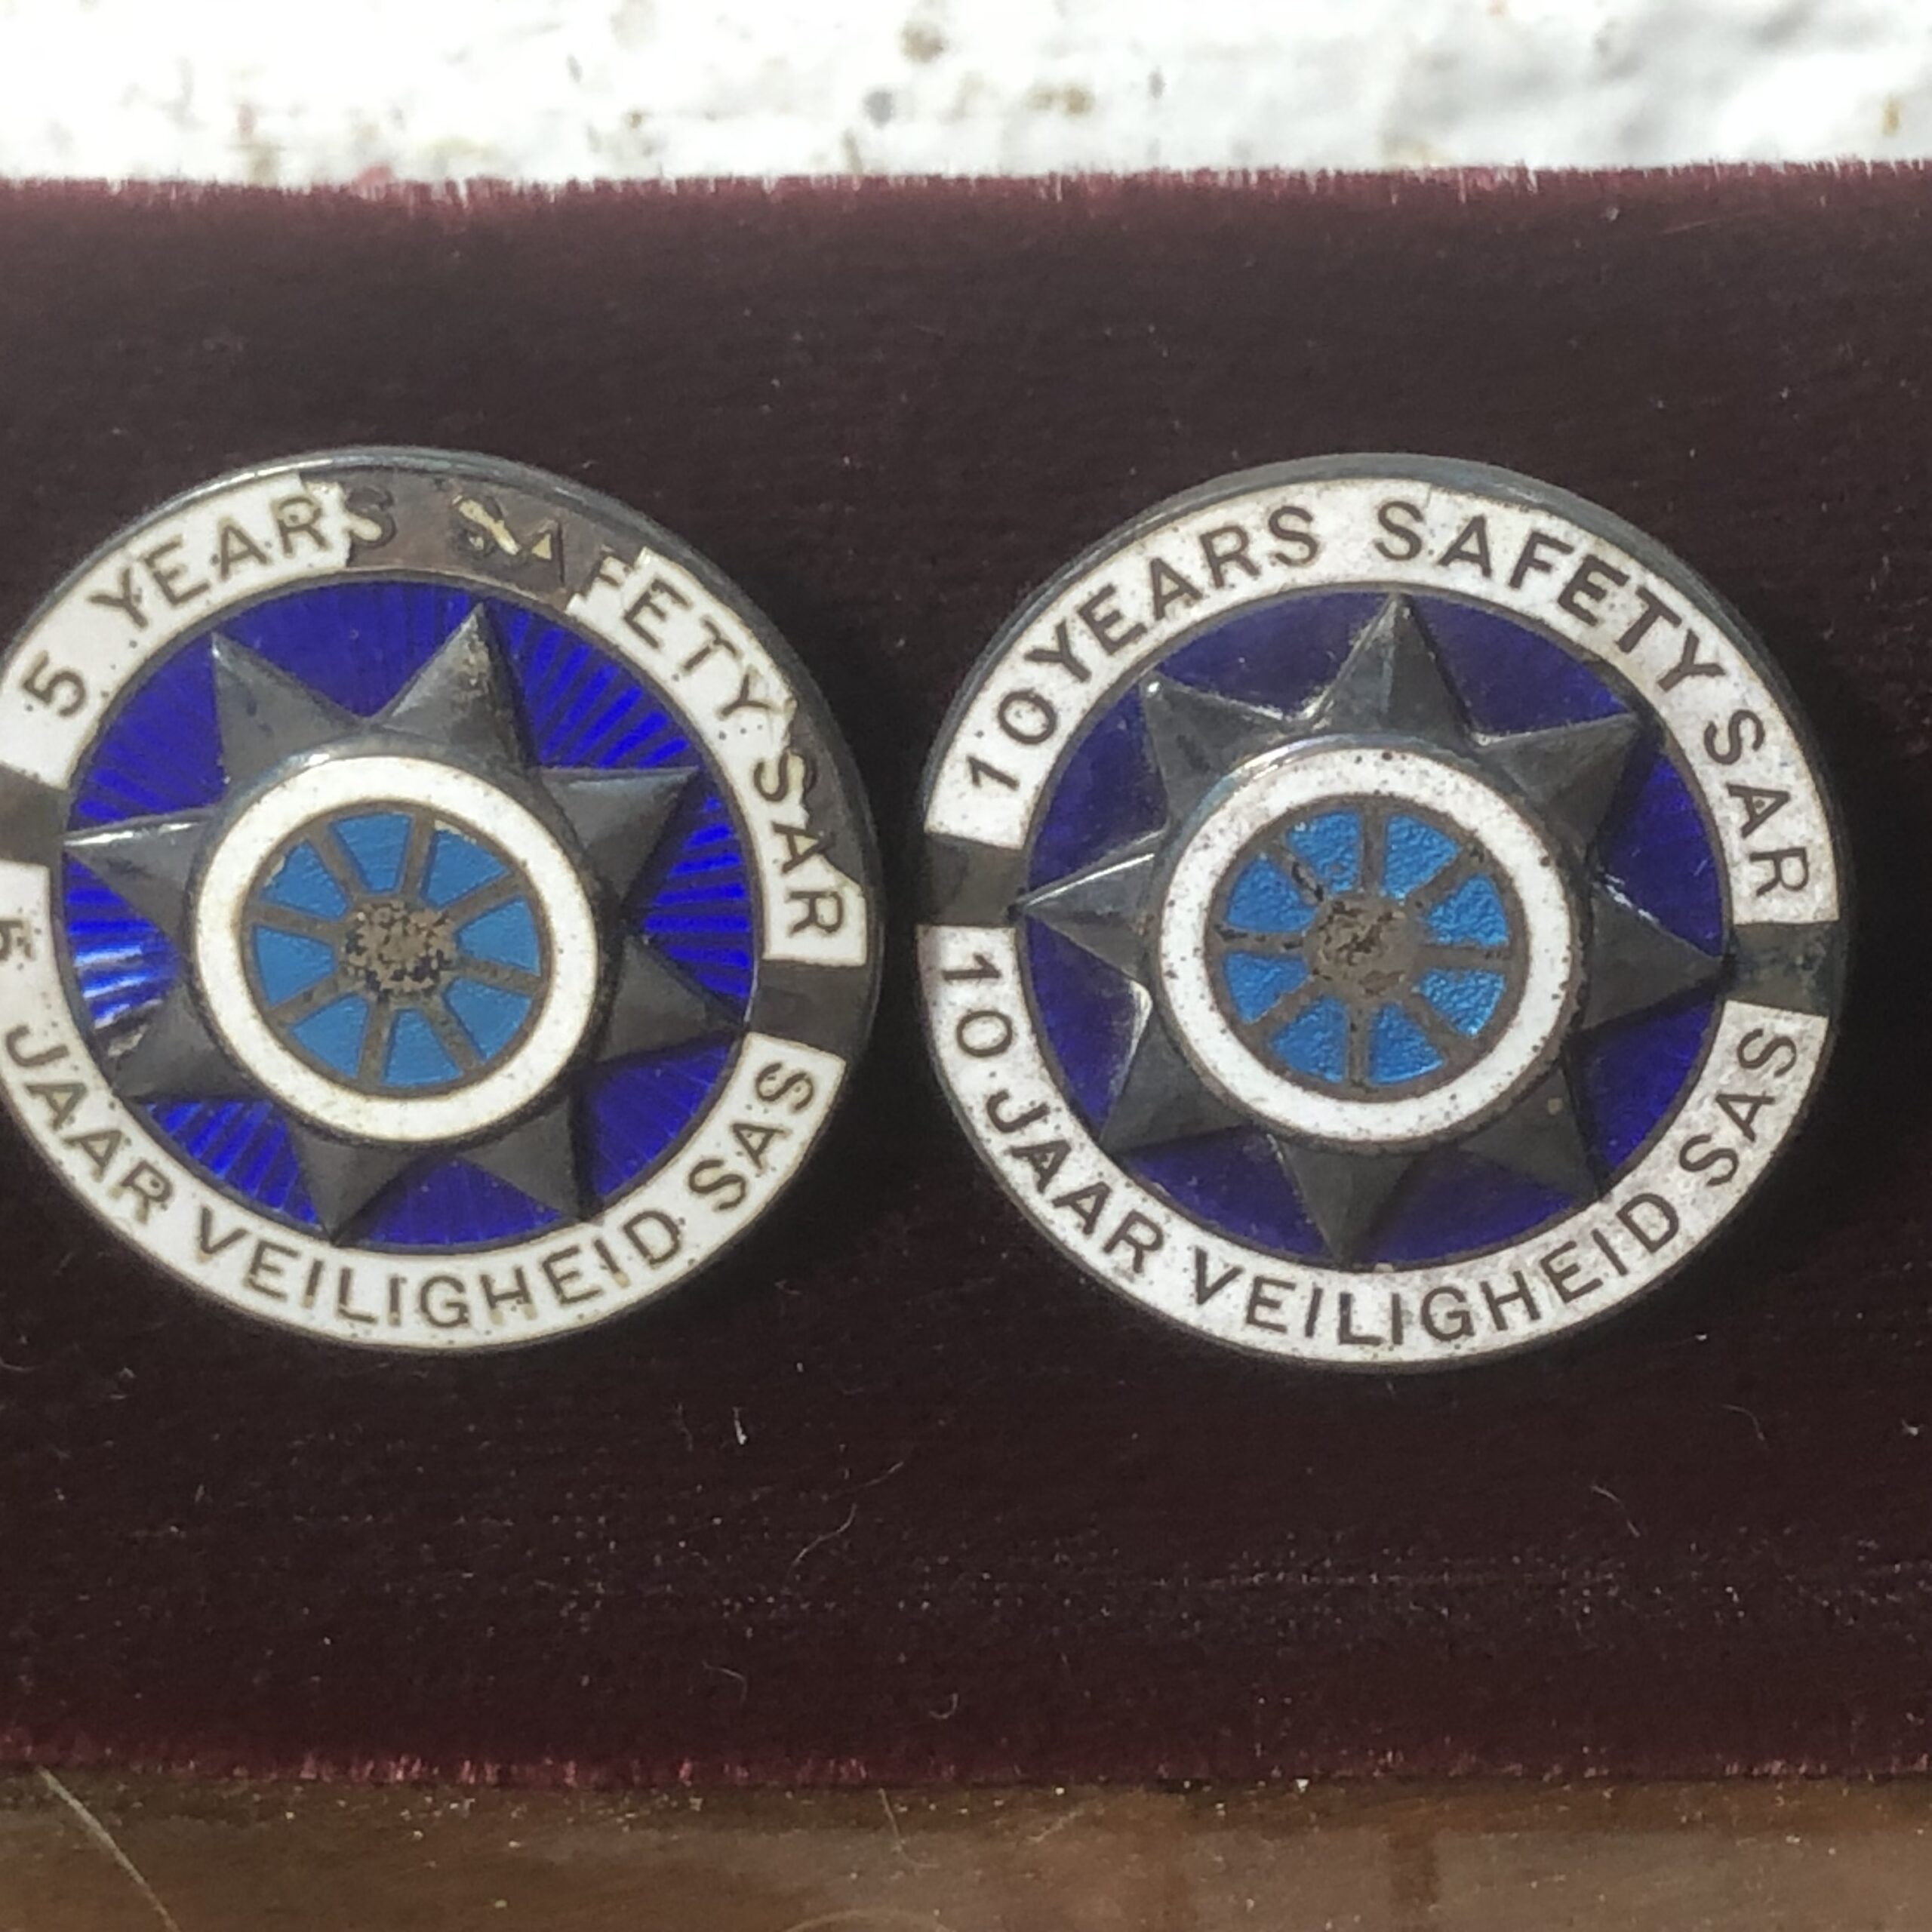 5 YEARS SAFETY SAR
5 JAAR VEILIGHEID SAS
10 YEARS SAFETY SAR
10 JAAR VEILIGHEID SAS